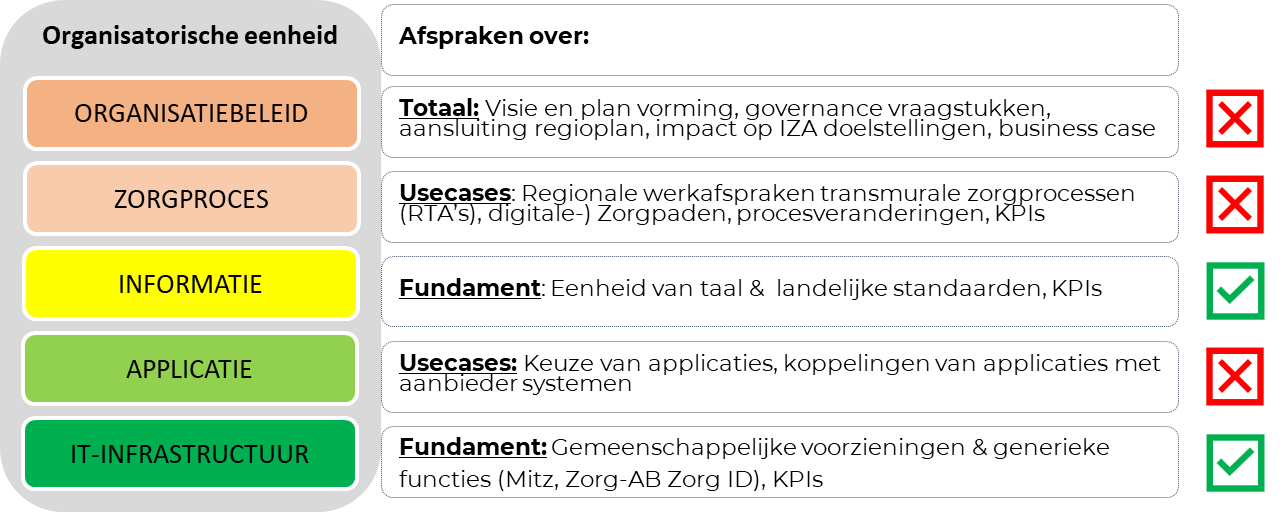 Organisatorische eenheid
Afspraken over:
ORGANISATIEBELEID
Totaal: Visie en plan vorming, governance vraagstukken,
aansluiting regioplan, impact op IZA doelstellingen, business case
ZORGPROCES
Usecases: Regionale werkafspraken transmurale zorgprocessen
(RTA’s), digitale-) Zorgpaden, procesveranderingen, KPIs
INFORMATIE
Fundament: Eenheid van taal & landelijke standaarden, KPIs
APPLICATIE
Usecases: Keuze van applicaties, koppelingen van applicaties met
aanbieder systemen
IT-INFRASTRUCTUUR
Fundament: Gemeenschappelijke voorzieningen & generieke
functies (Mitz, Zorg-AB Zorg ID), KPIs